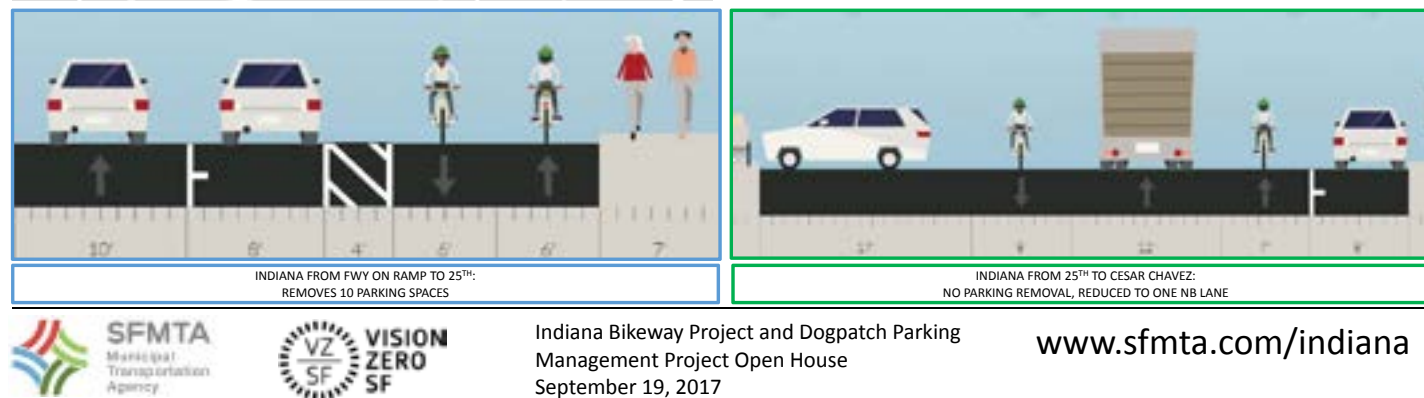 10' 8' 4' 6' 6' 7'
INDIANA FROM FWY ON RAMP TO 25TH:
REMOVES 10 PARKING SPACES
INDIANA FROM 25TH TO CESAR CHAVEZ:
NO PARKING REMOVAL, REDUCED TO ONE NB LANE
SFMTA
Municipal
Transportation
Agency
VZ
SF
VISION
ZERO
SF
Indiana Bikeway Project and Dogpatch Parking
Management Project Open House
September 19, 2017
www.sfmta.com/indiana